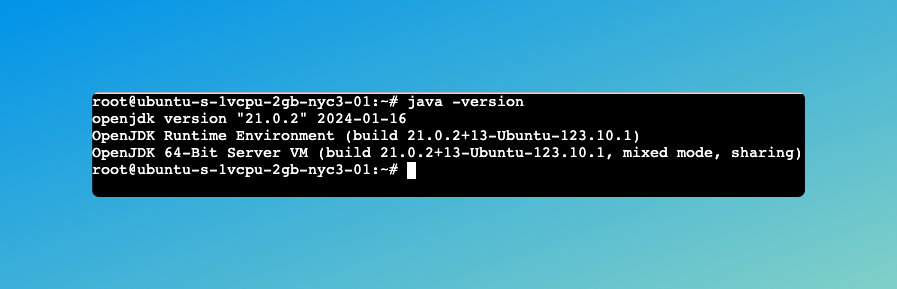 root@ubuntu-s-1vcpu-2gb-nyc3-01:~# java -version
openjdk version "21.0.2" 2024-01-16
OpenJDK Runtime Environment (build 21.0.2+13-Ubuntu-123.10.1)
OpenJDK 64-Bit Server VM (build 21.0.2+13-Ubuntu-123.10.1, mixed mode, sharing)
root@ubuntu-s-1vcpu-2gb-nyc3-01:~#